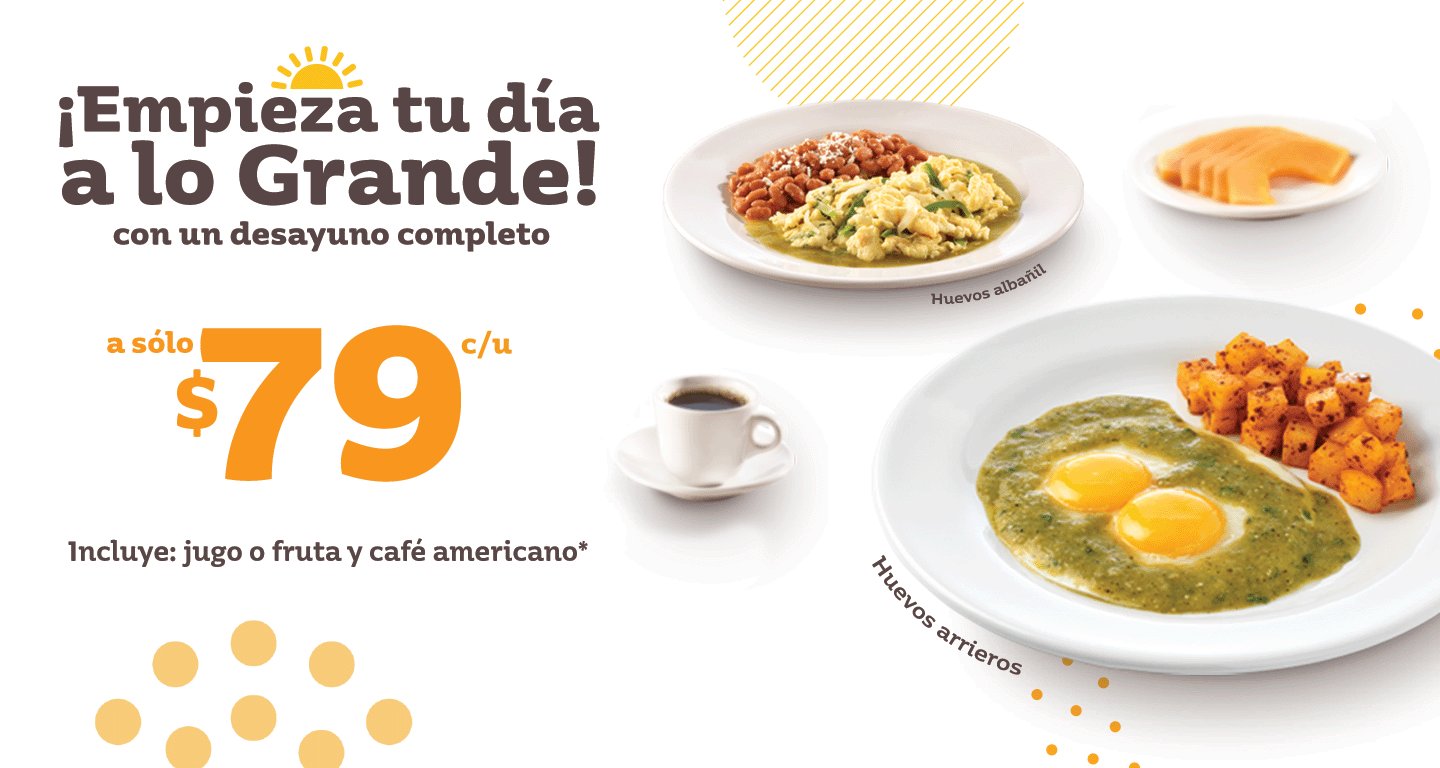 ¡Empieza tu día
a lo Grande!
con un desayuno completo
a sólo
$79 c/u
Incluye: jugo o fruta y café americano*
Huevos albañil
Huevos arrieros